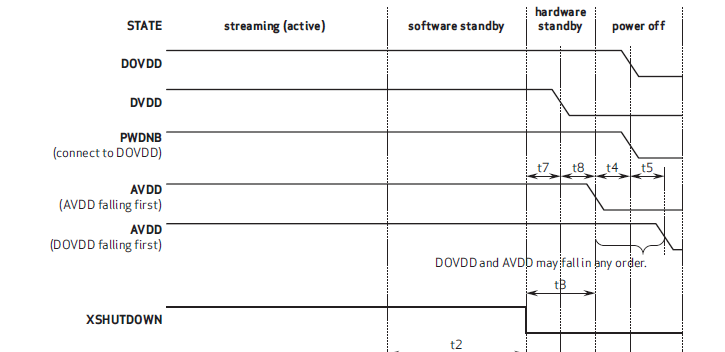 hardware
STATE streaming (active) software standby standby power off
DOVDD
DVDD
PWDNB
(connect to DOVDD)
t7 t8 t4 t5
AVDD
(AVDD falling first)
AVDD
(DOVDD falling first)
DOVDD and AVDD may fall in any order.
t3
XSHUTDOWN
t2